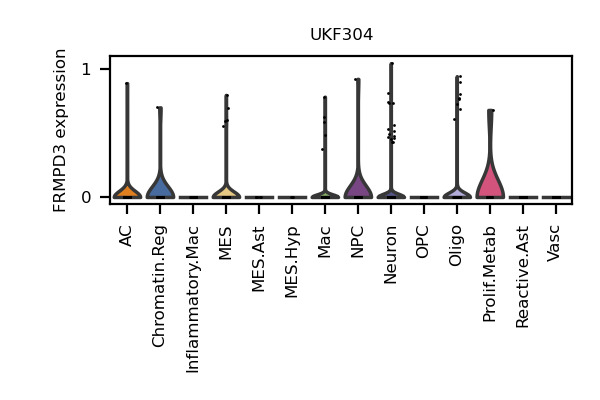 UKF304
FRMPD3 expression
1
0
AC
Chromatin.Reg
Inflammatory.Mac
MES
MES.Ast
MES.Hyp
Mac
NPC
Neuron
OPC
Oligo
Prolif.Metab
Reactive.Ast
Vasc